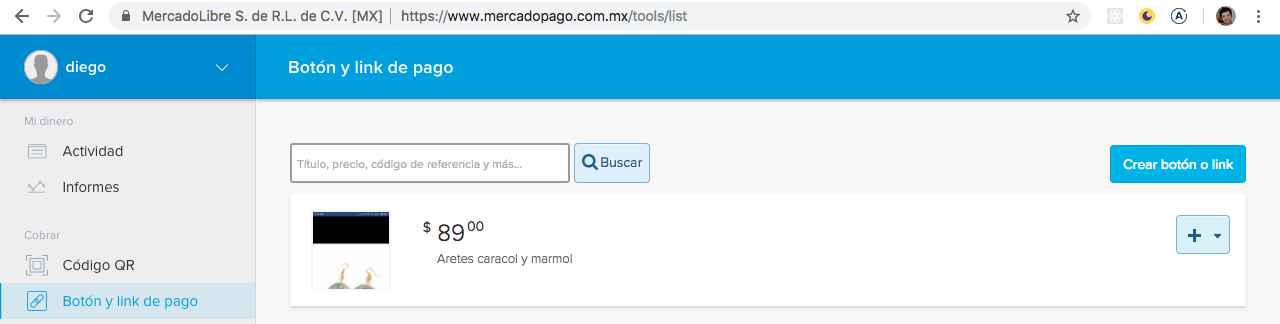 MercadoLibre S. de R.L. de C.V. [MX] | https://www.mercadopago.com.mx/tools/list
diego
Botón y link de pago
Mi dinero
Actividad
Informes
Cobrar
Código QR
Botón y link de pago
Título, precio, código de referencia y más...
Buscar
Crear botón o link
$ 89 00
Aretes caracol y marmol